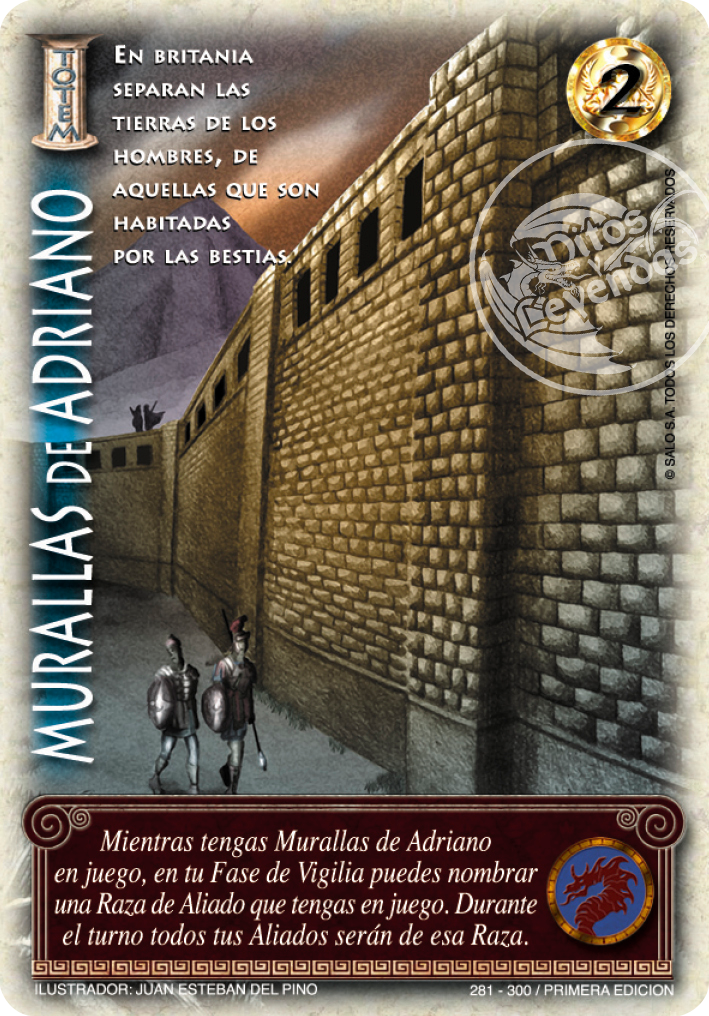 TOTEM
EN BRITANIA
SEPARAN LAS
TIERRAS DE LOS
HOMBRES, DE
AQUELLAS QUE SON
HABITADAS
POR LAS BESTIAS.
2
Mitos
y
Leyendas
© SALO S.A. TODOS LOS DERECHOS RESERVADOS
MURALLAS DE ADRIANO
Mientras tengas Murallas de Adriano
en juego, en tu Fase de Vigilia puedes nombrar
una Raza de Aliado que tengas en juego. Durante
el turno todos tus Aliados serán de esa Raza.
ILUSTRADOR: JUAN ESTEBAN DEL PINO
281 - 300 / PRIMERA EDICION